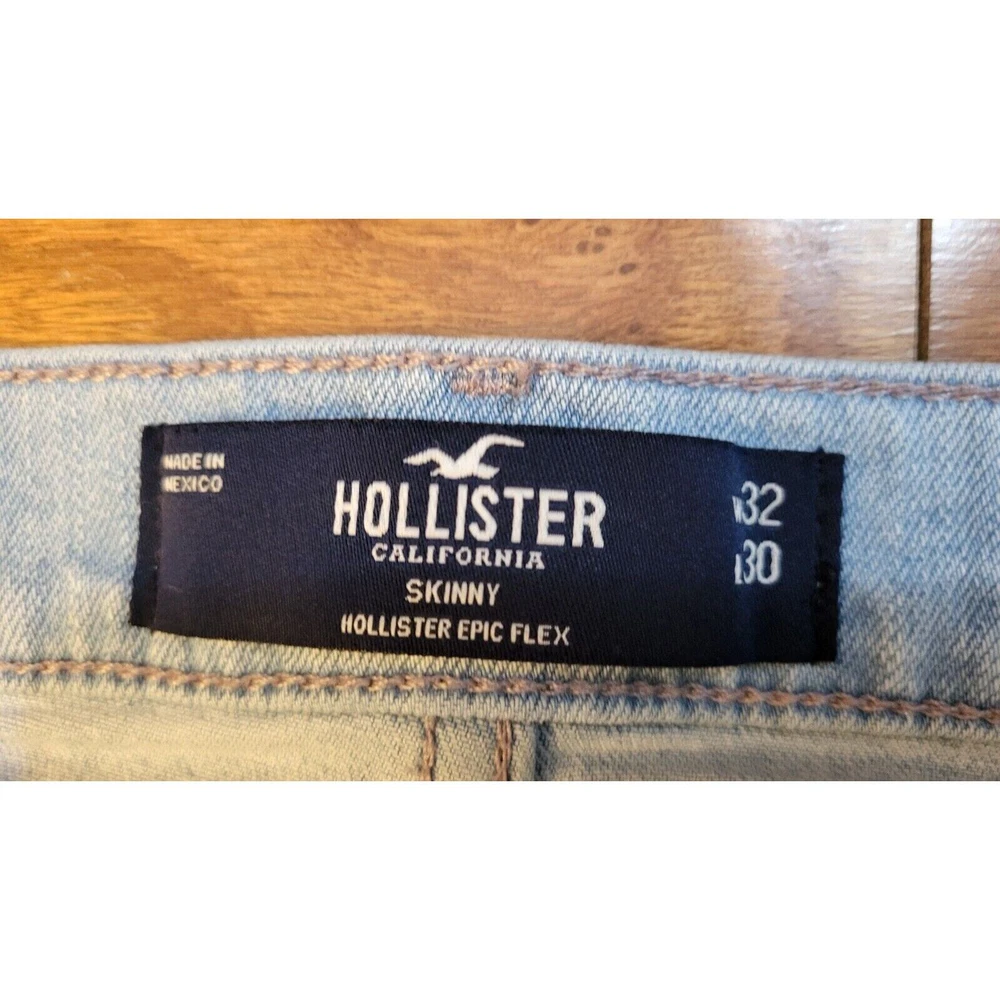 MADE IN
MEXICO
HOLLISTER
CALIFORNIA
SKINNY
HOLLISTER EPIC FLEX
W32
L30